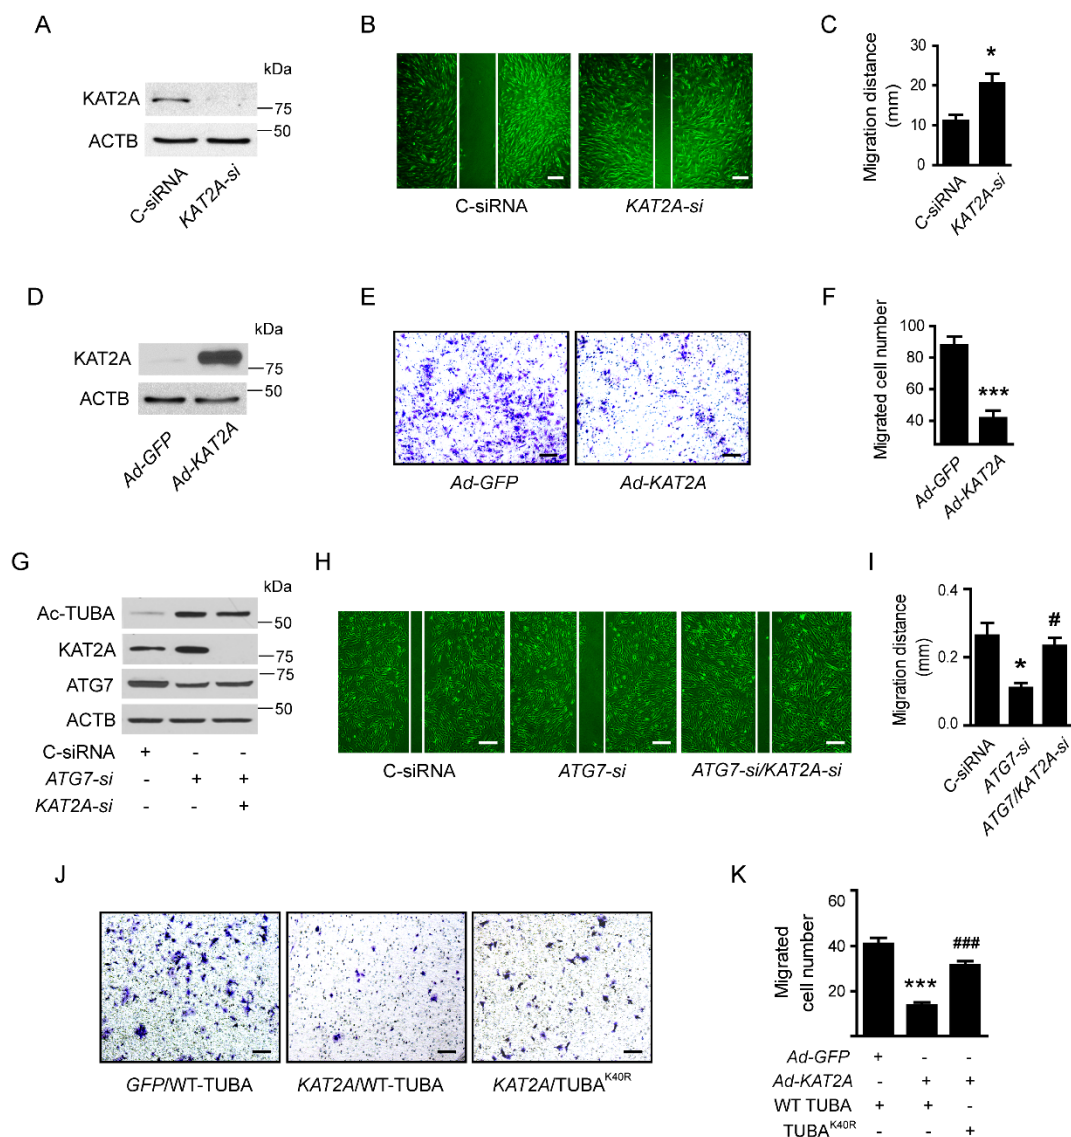 A
kDa
KAT2A
75
ACTB
50
C-siRNA
KAT2A-si
B
C-siRNA
KAT2A-si
C
Migration distance
(mm)
30
20
10
0
*
C-siRNA
KAT2A-si
D
kDa
KAT2A
75
ACTB
50
Ad-GFP
Ad-KAT2A
E
Ad-GFP
Ad-KAT2A
F
Migrated cell number
100
80
60
40
***
Ad-GFP
Ad-KAT2A
G
kDa
Ac-TUBA
50
KAT2A
75
ATG7
75
ACTB
50
C-siRNA + - -
ATG7-si - + +
KAT2A-si - - +
H
C-siRNA
ATG7-si
ATG7-si/KAT2A-si
I
Migration distance
(mm)
0.4
0.2
0.0
*
#
C-siRNA
ATG7-si
ATG7/KAT2A-si
J
GFP/WT-TUBA
KAT2A/WT-TUBA
KAT2A/TUBA^K40R
K
Migrated
cell number
60
40
20
***
###
Ad-GFP + - -
Ad-KAT2A - + +
WT TUBA + + -
TUBA^K40R - - +